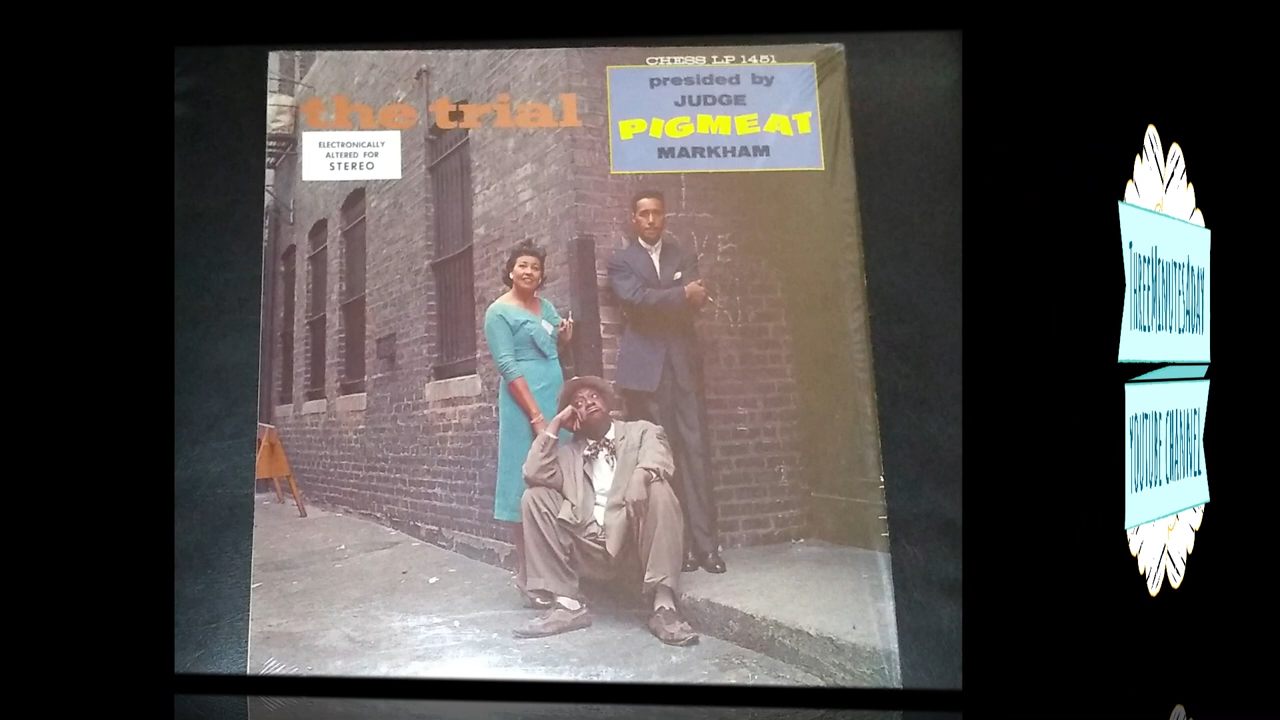 CHESS LP 1451
the trial
presided by
JUDGE
PIGMEAT
MARKHAM
ELECTRONICALLY
ALTERED FOR
STEREO
THREEMINUTESADAY
YOUTUBE CHANNEL